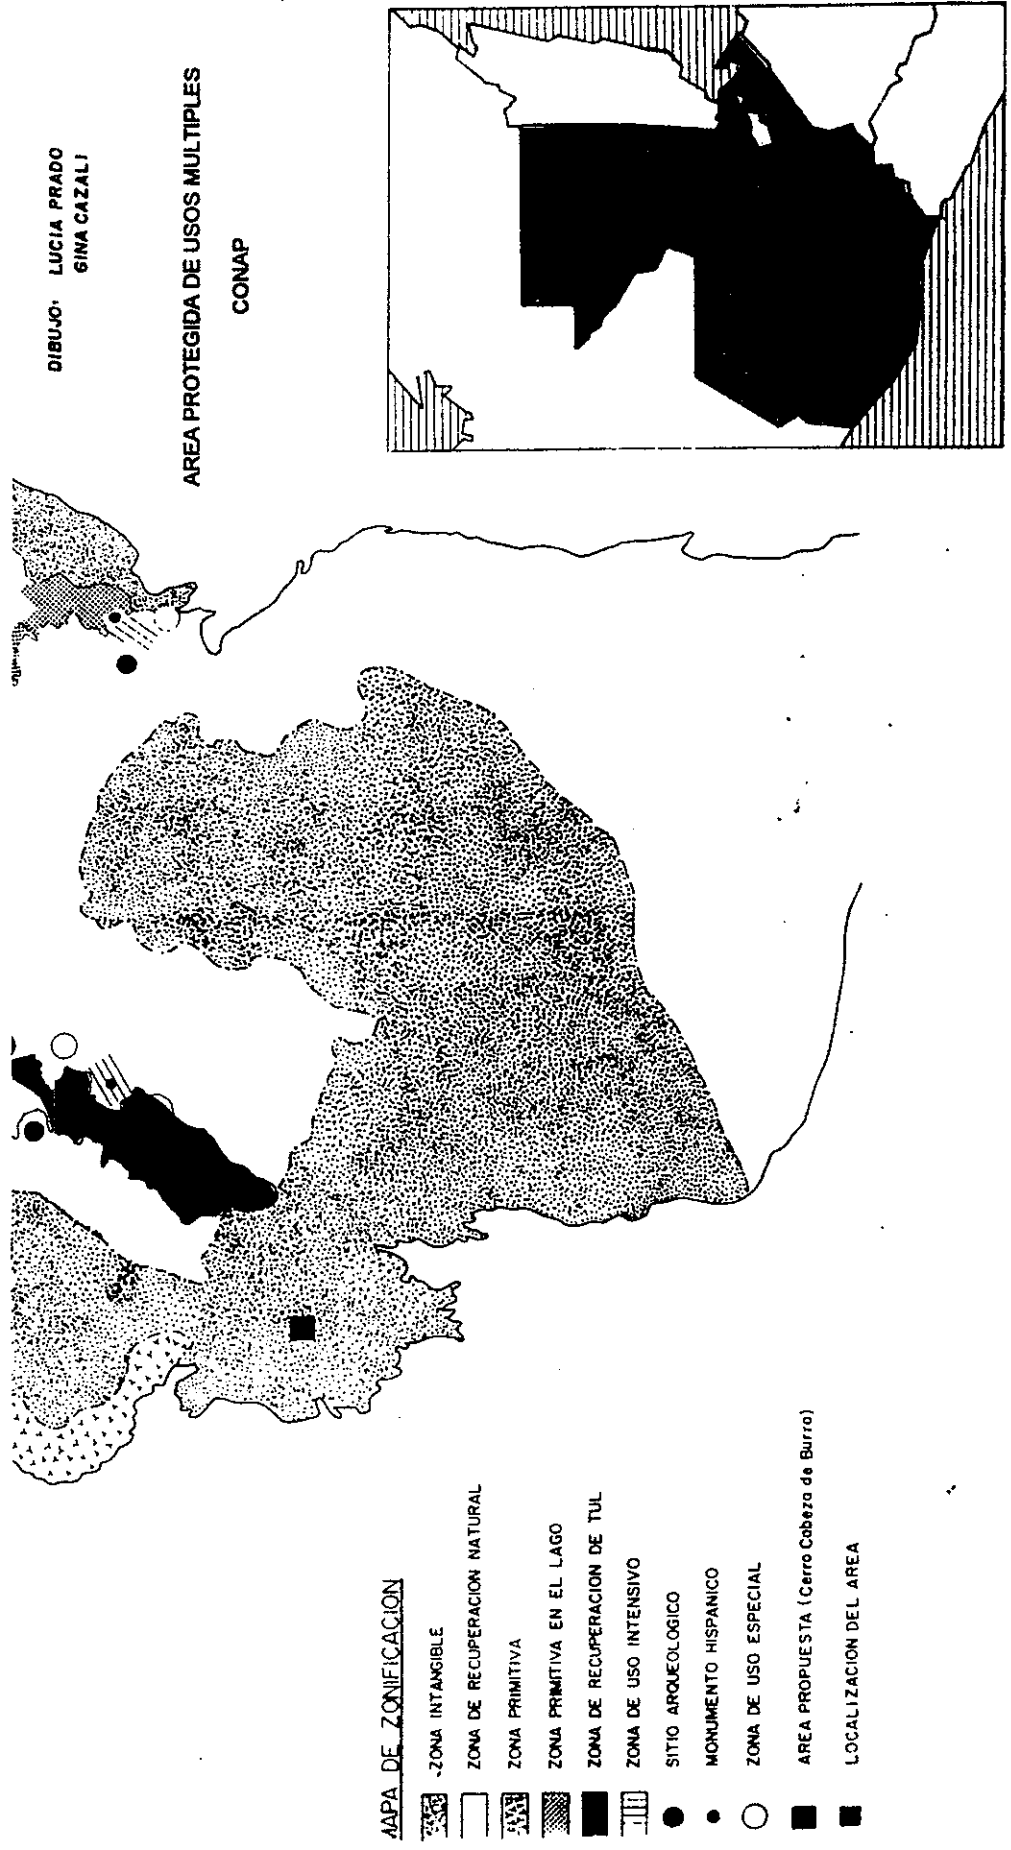 DIBUJO: LUCIA PRADO
GINA CAZALI
AREA PROTEGIDA DE USOS MULTIPLES
CONAP
MAPA DE ZONIFICACION
ZONA INTANGIBLE
ZONA DE RECUPERACION NATURAL
ZONA PRIMITIVA
ZONA PRIMITIVA EN EL LAGO
ZONA DE RECUPERACION DE TUL
ZONA DE USO INTENSIVO
SITIO ARQUEOLOGICO
MONUMENTO HISPANICO
ZONA DE USO ESPECIAL
AREA PROPUESTA (Cerro Cabeza de Burro)
LOCALIZACION DEL AREA